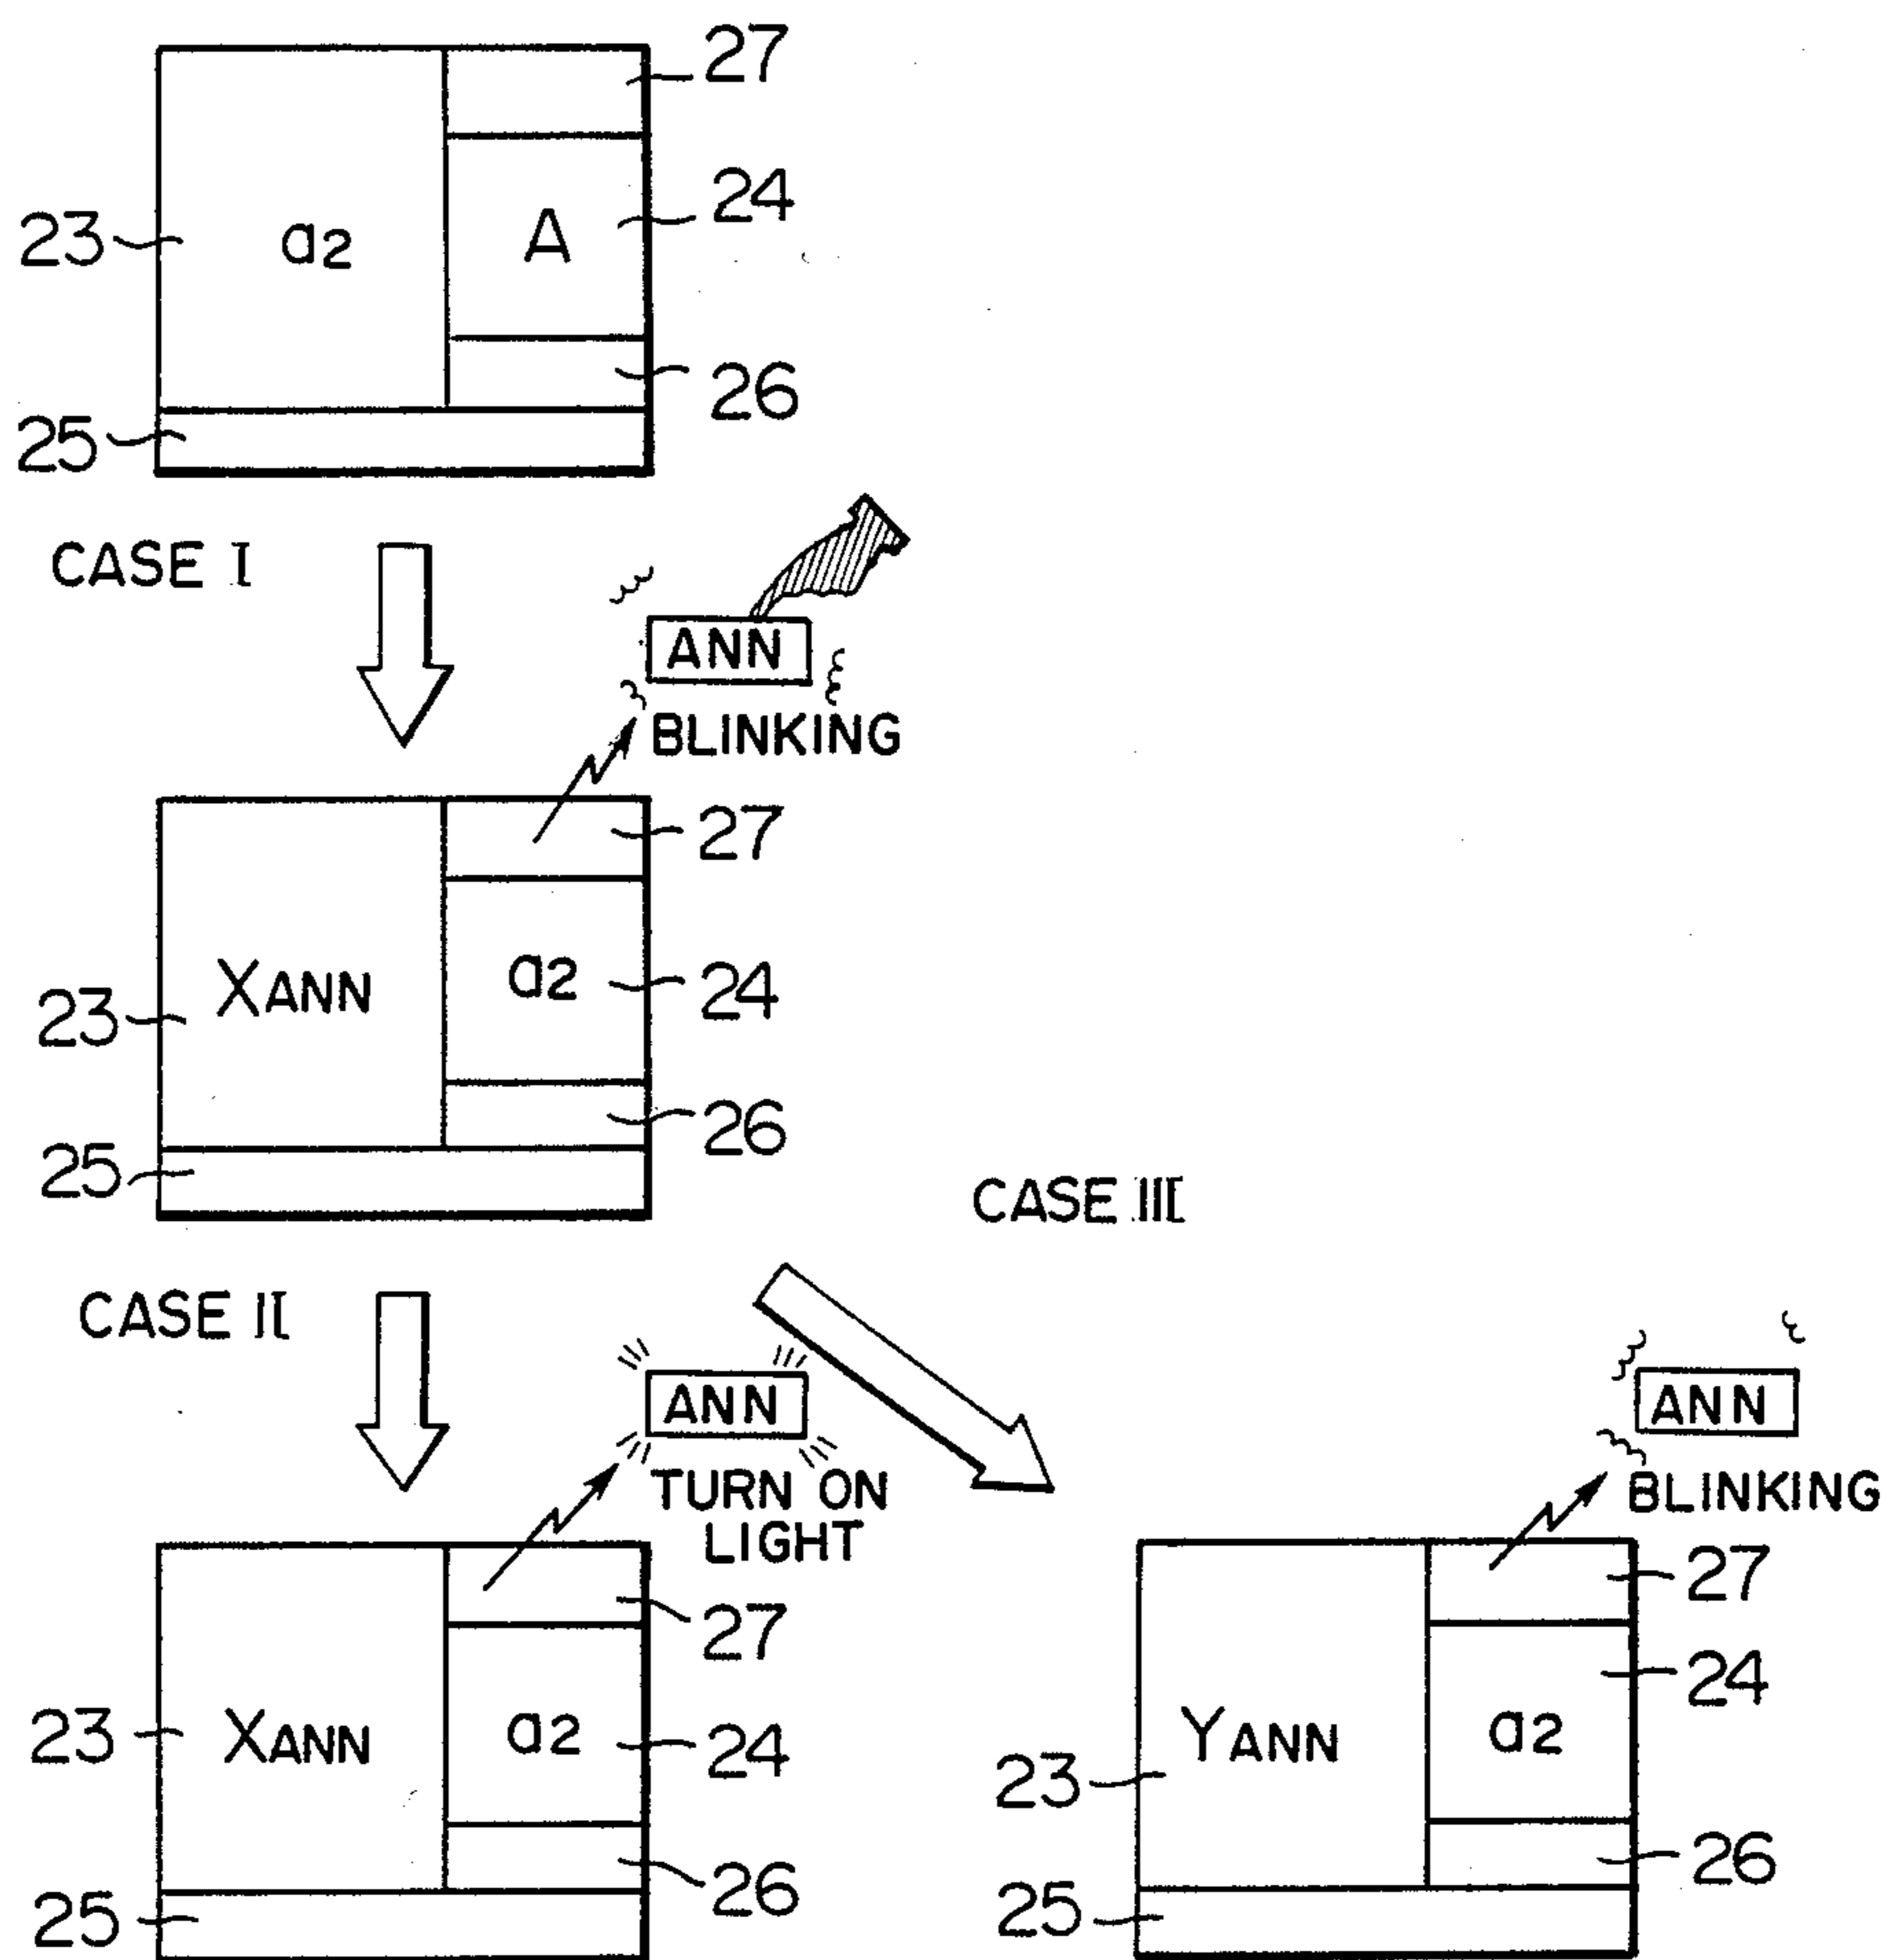 27
24
23
a2
A
26
25
CASE I
ANN
BLINKING
27
XANN
a2
24
23
26
25
CASE III
CASE II
ANN
TURN ON
LIGHT
27
23
XANN
a2
24
26
25
ANN
BLINKING
27
24
YANN
a2
23
26
25